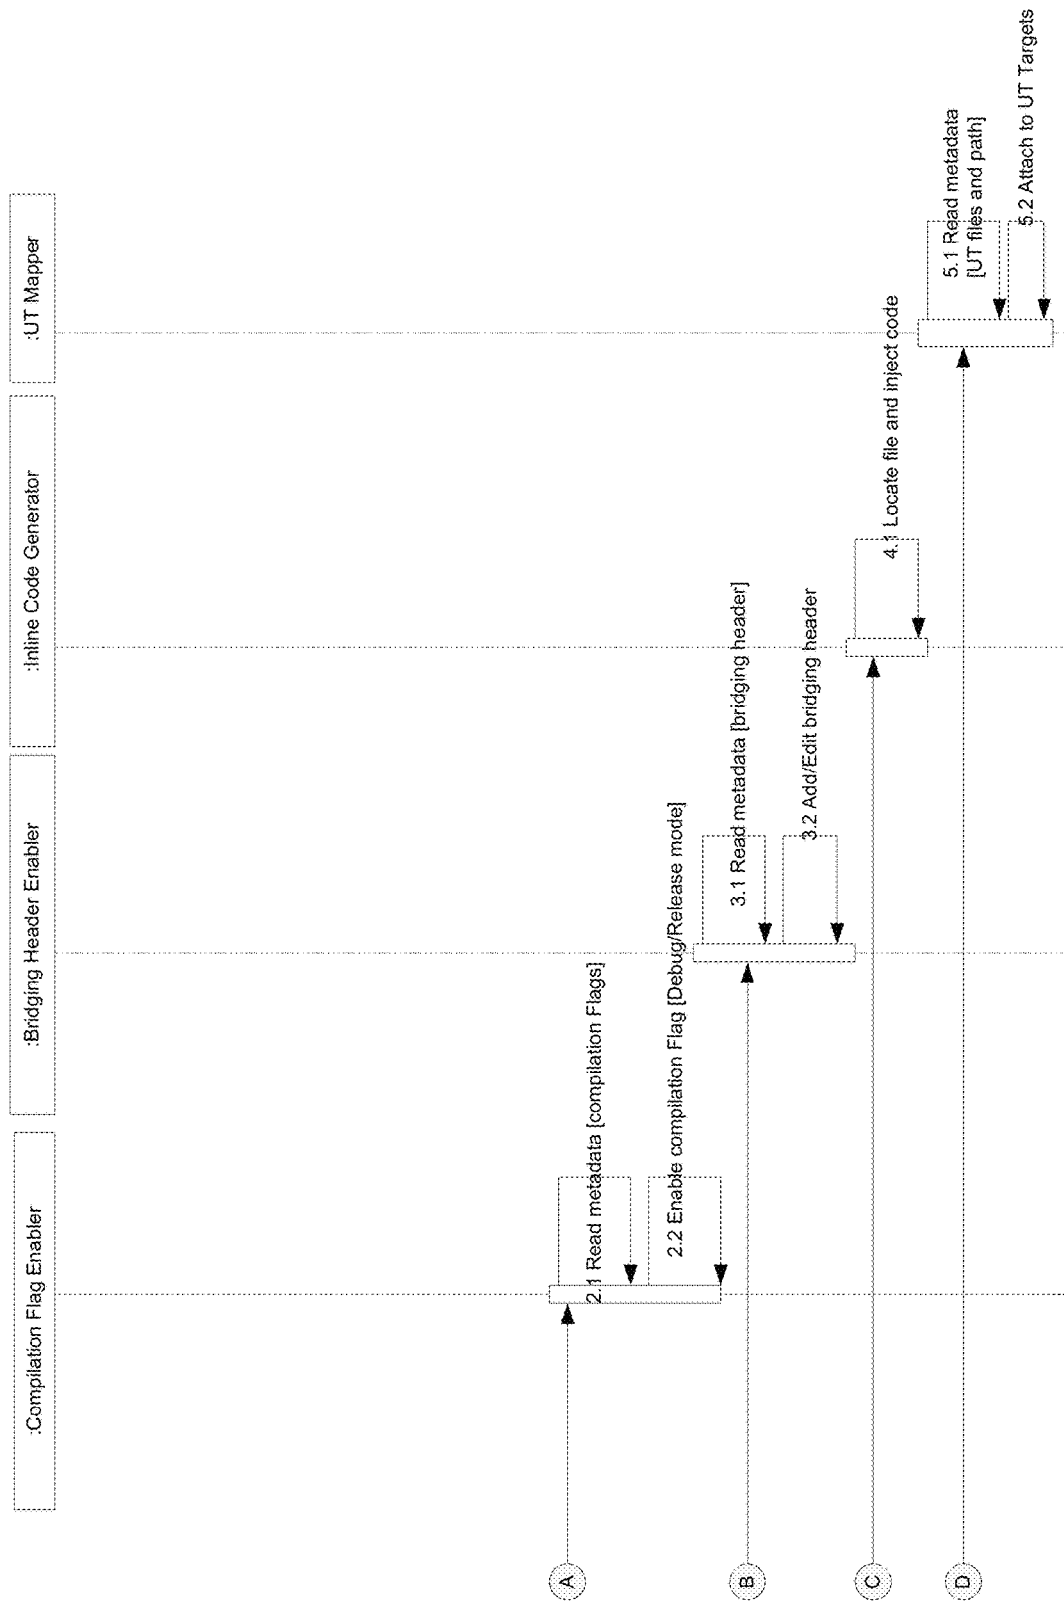 :Compilation Flag Enabler
:Bridging Header Enabler
:Inline Code Generator
:UT Mapper
A
2.1 Read metadata [compilation Flags]
2.2 Enable compilation Flag [Debug/Release mode]
B
3.1 Read metadata [bridging header]
3.2 Add/Edit bridging header
C
4.1 Locate file and inject code
D
5.1 Read metadata
[UT files and path]
5.2 Attach to UT Targets